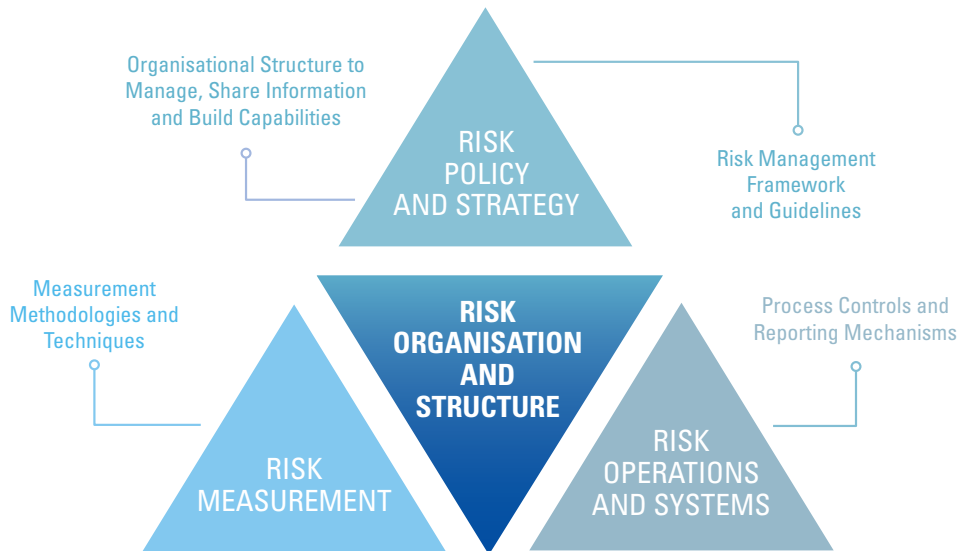 Organisational Structure to
Manage, Share Information
and Build Capabilities
RISK
POLICY
AND STRATEGY
Risk Management
Framework
and Guidelines
Measurement
Methodologies and
Techniques
RISK
ORGANISATION
AND
STRUCTURE
Process Controls and
Reporting Mechanisms
RISK
MEASUREMENT
RISK
OPERATIONS
AND SYSTEMS